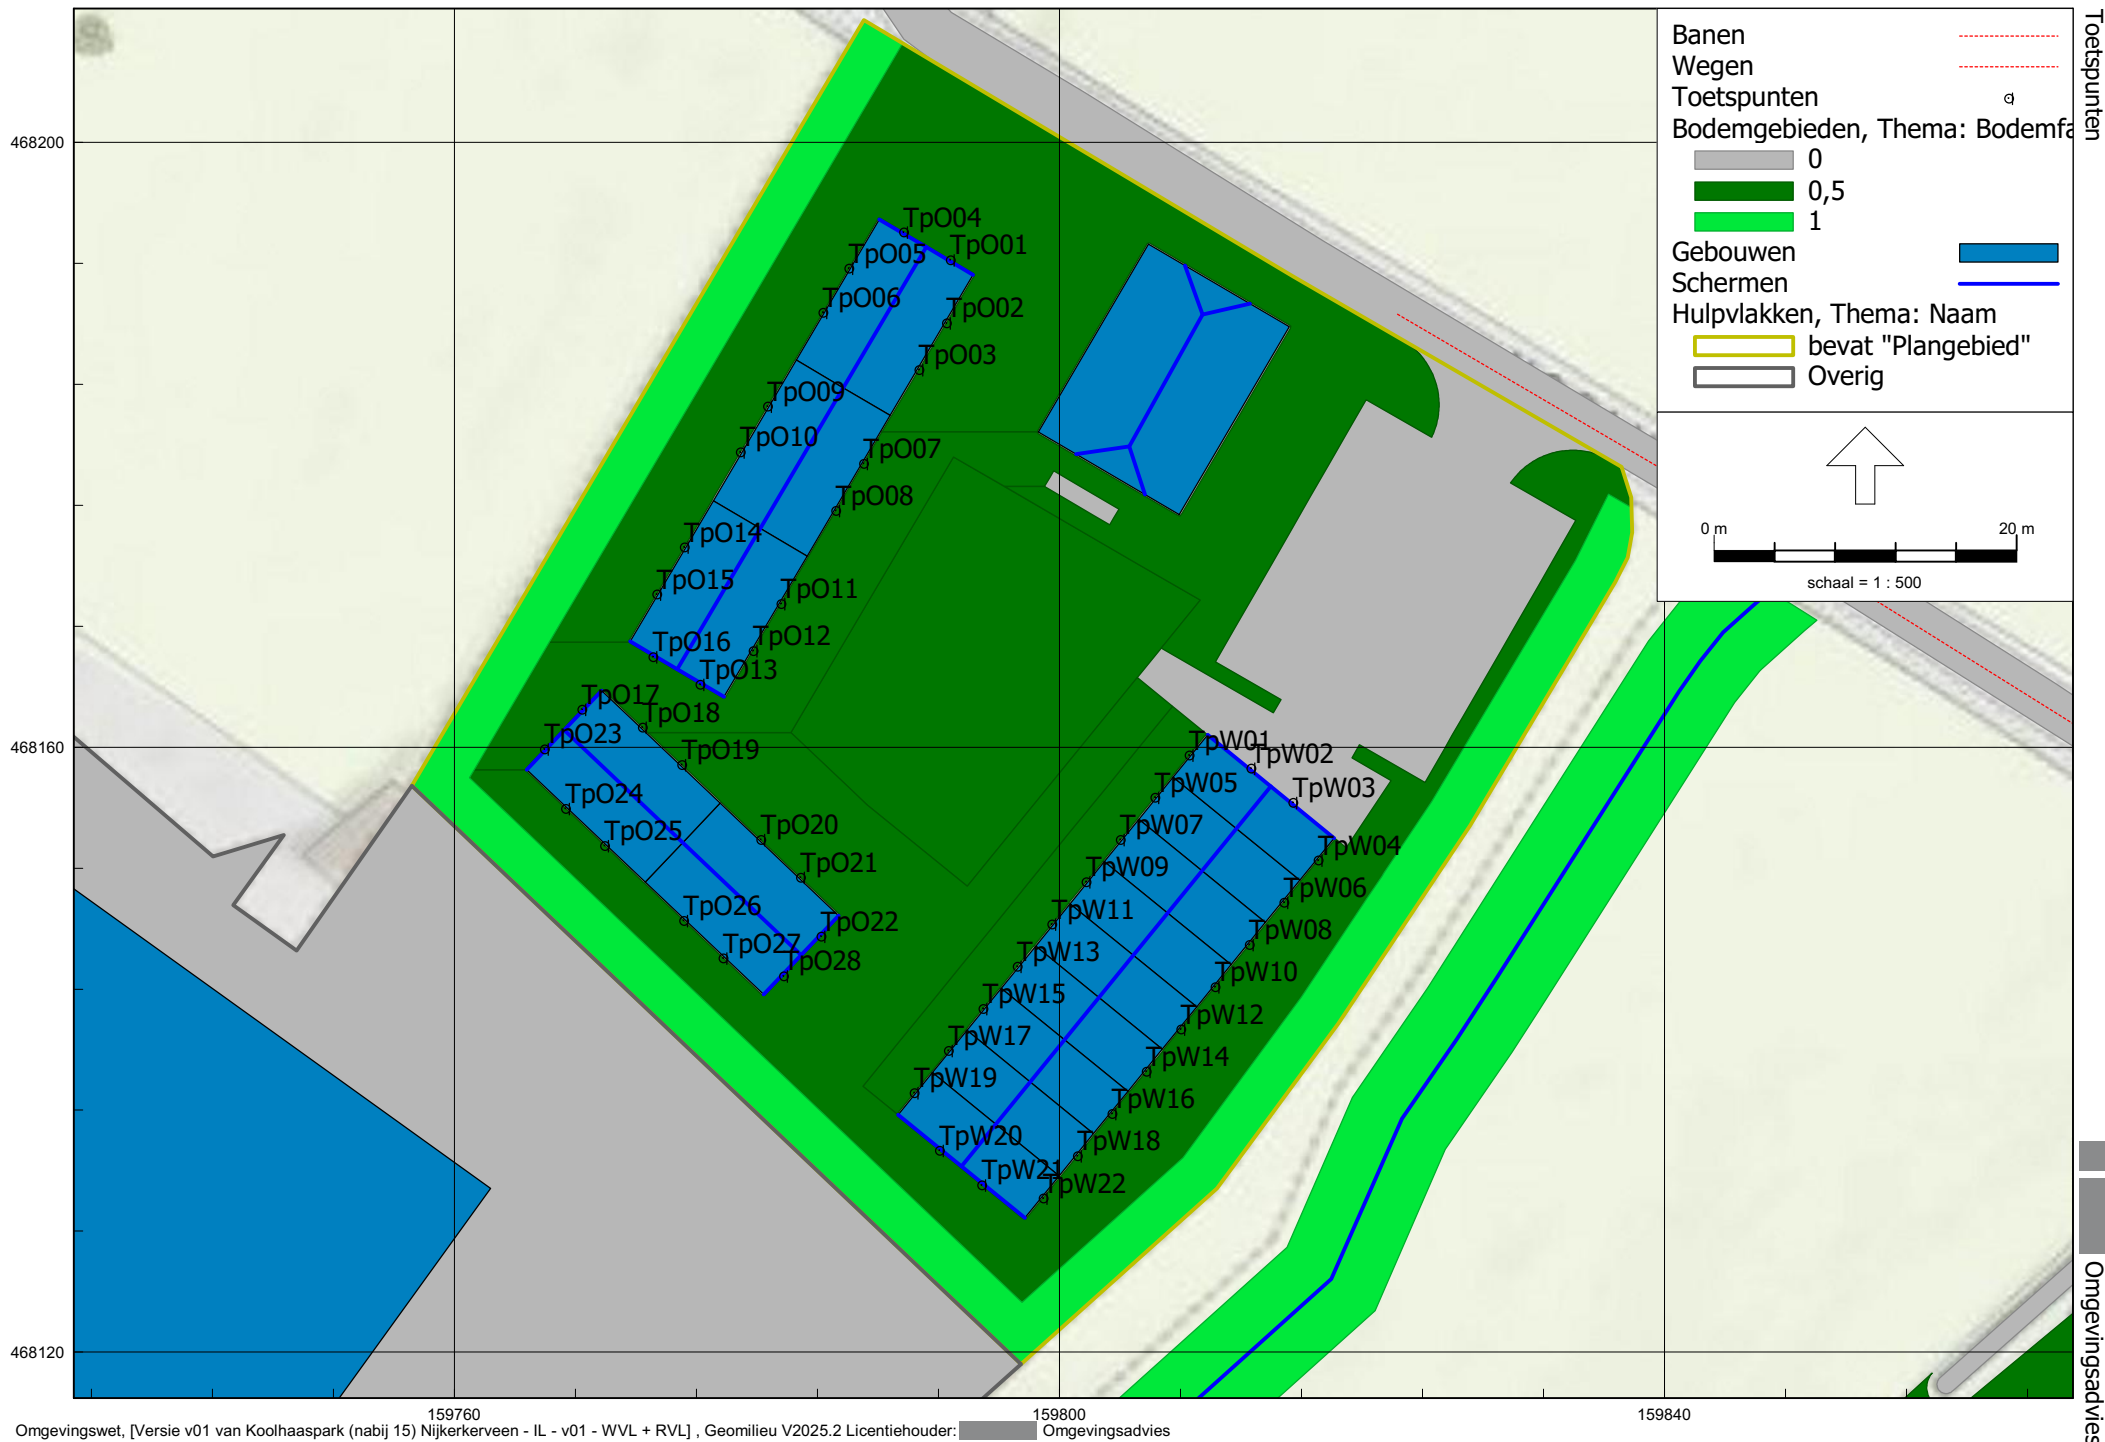 Toetspunten
Banen
Wegen
Toetspunten
Bodemgebieden, Thema: Bodemfa
0
0,5
1
Gebouwen
Schermen
Hulpvlakken, Thema: Naam
bevat "Plangebied"
Overig
0 m
20 m
schaal = 1 : 500
468200
468160
468120
159760
159800
159840
TpO04
TpO01
TpO05
TpO06
TpO02
TpO03
TpO09
TpO10
TpO07
TpO08
TpO14
TpO15
TpO11
TpO12
TpO16
TpO13
TpO17
TpO18
TpO23
TpO19
TpO24
TpO25
TpO20
TpO21
TpO26
TpO22
TpO27
TpO28
TpW01
TpW02
TpW05
TpW03
TpW07
TpW04
TpW09
TpW06
TpW11
TpW08
TpW13
TpW10
TpW15
TpW12
TpW17
TpW14
TpW19
TpW16
TpW20
TpW18
TpW21
TpW22
Omgevingsadvies
Omgevingswet, [Versie v01 van Koolhaaspark (nabij 15) Nijkerkerveen - IL - v01 - WVL + RVL] , Geomilieu V2025.2 Licentiehouder: Omgevingsadvies